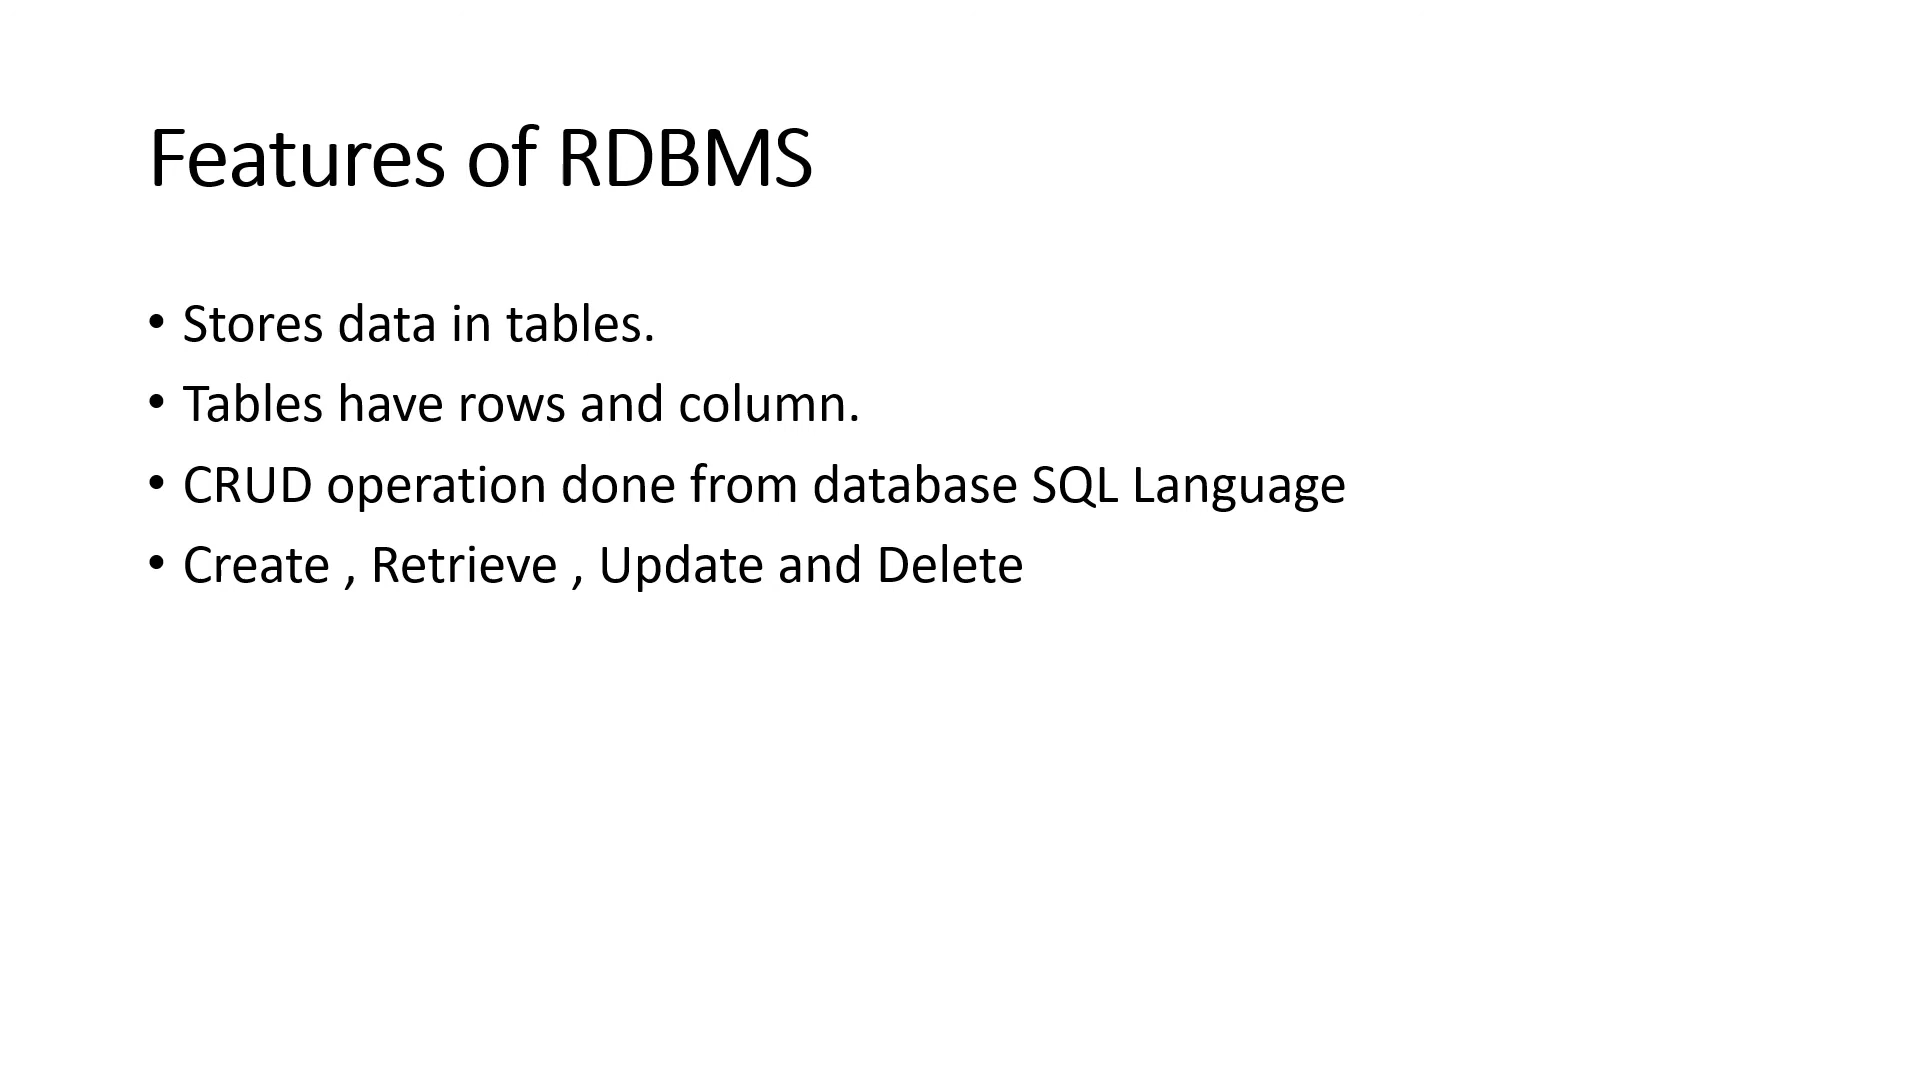 Features of RDBMS
• Stores data in tables.
• Tables have rows and column.
• CRUD operation done from database SQL Language
• Create , Retrieve , Update and Delete